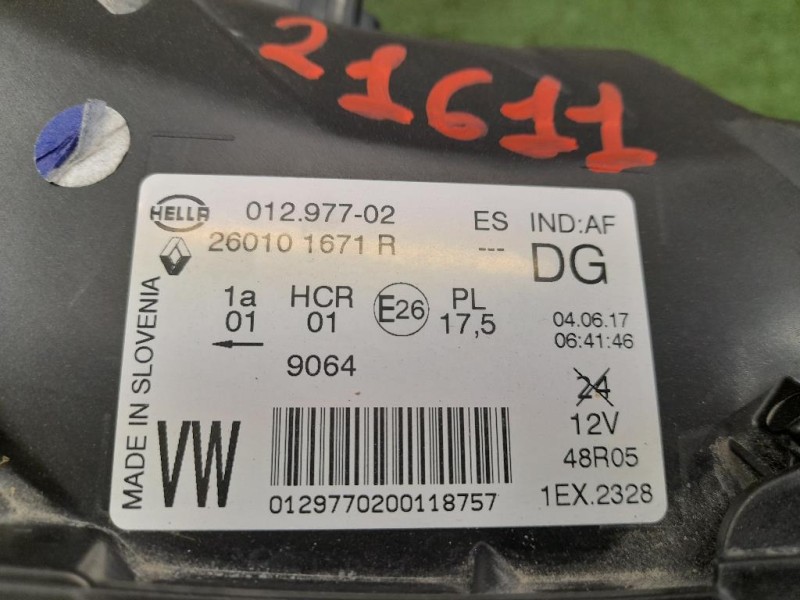 21611
HELLA 012.977-02 ES IND:AF
26010 1671 R --- DG
1a HCR E26 PL
01 01 17,5 04.06.17
06:41:46
9064
24
12V
48R05
1EX.2328
VW
0129770200118757
MADE IN SLOVENIA